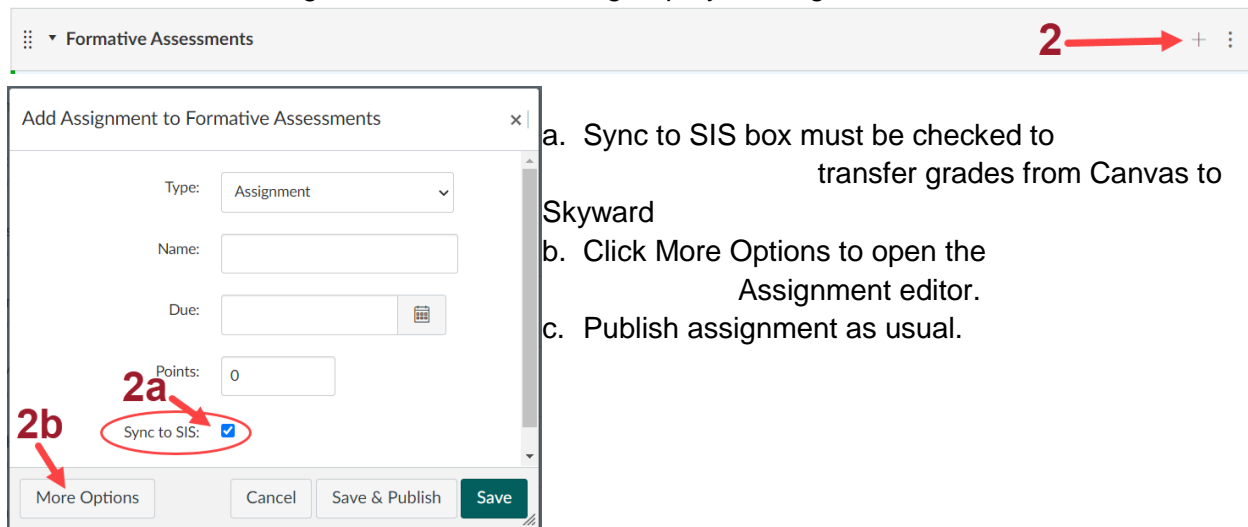 Formative Assessments
2
Add Assignment to Formative Assessments
a. Sync to SIS box must be checked to
transfer grades from Canvas to
Skyward
b. Click More Options to open the
Assignment editor.
c. Publish assignment as usual.
Type: Assignment
Name:
Due:
Points: 0
2a
Sync to SIS:
2b
More Options Cancel Save & Publish Save